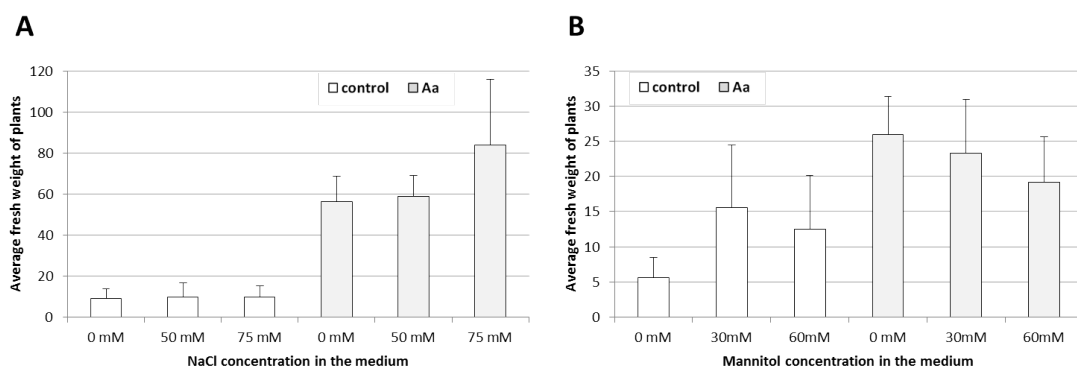 A
Average fresh weight of plants
120
100
80
60
40
20
0
control Aa
0 mM 50 mM 75 mM 0 mM 50 mM 75 mM
NaCl concentration in the medium
B
Average fresh weight of plants
35
30
25
20
15
10
5
0
control Aa
0 mM 30mM 60mM 0 mM 30mM 60mM
Mannitol concentration in the medium